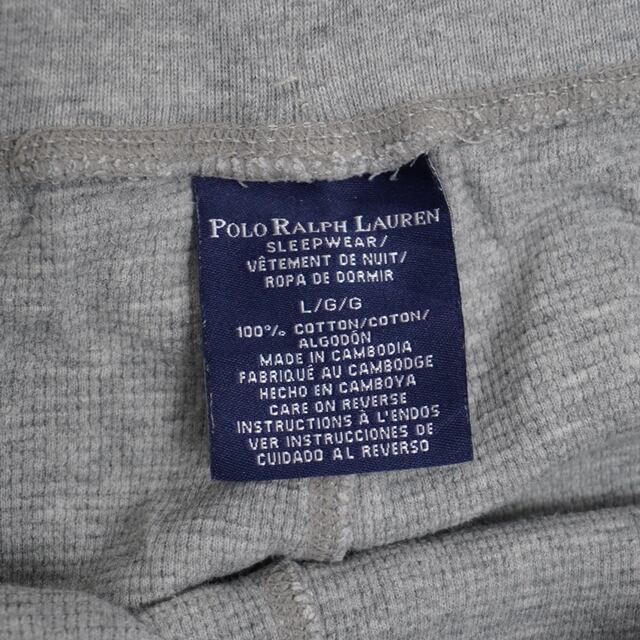 POLO RALPH LAUREN
SLEEPWEAR/
VÊTEMENT DE NUIT/
ROPA DE DORMIR
L/G/G
100% COTTON/COTON/
ALGODÓN
MADE IN CAMBODIA
FABRIQUÉ AU CAMBODGE
HECHO EN CAMBOYA
CARE ON REVERSE
INSTRUCTIONS À L'ENDOS
VER INSTRUCCIONES DE
CUIDADO AL REVERSO